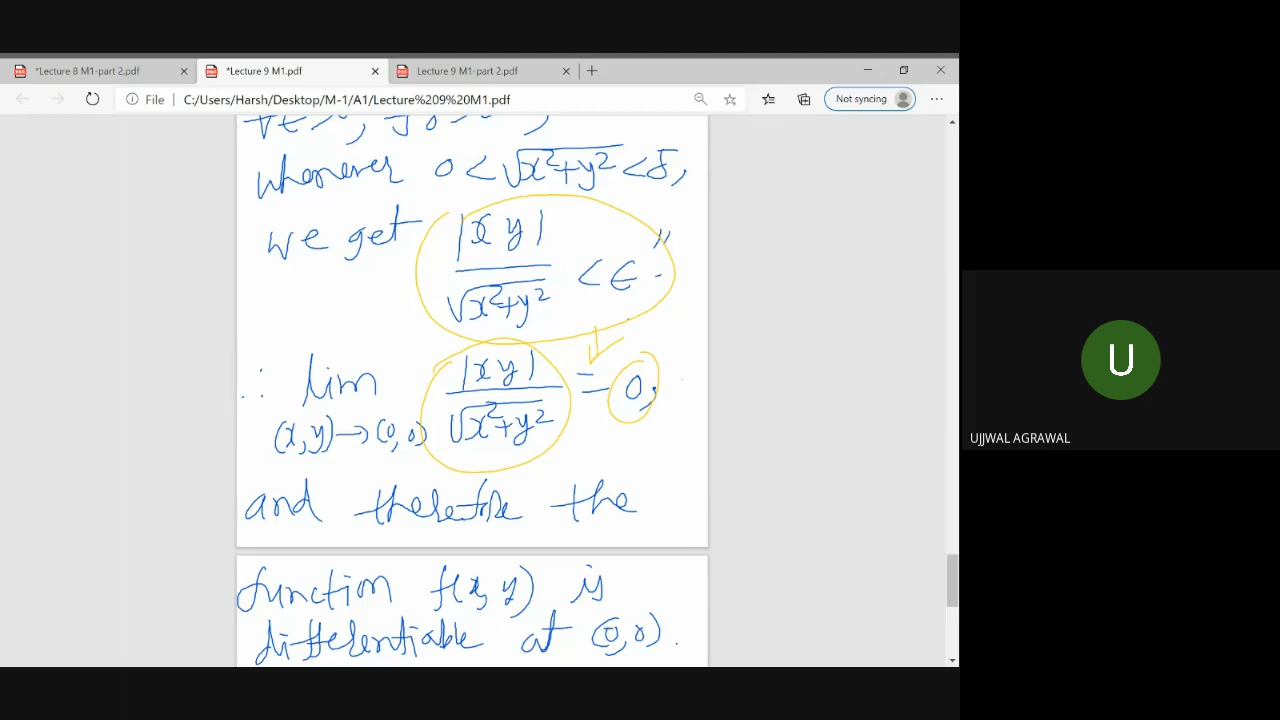 *Lecture 8 M1-part 2.pdf
*Lecture 9 M1.pdf
Lecture 9 M1-part 2.pdf
File | C:/Users/Harsh/Desktop/M-1/A1/Lecture%209%20M1.pdf
Not syncing
whenever 0 < √x²+y² < δ,
we get |x y| / √x²+y² < ∈ . "
∴ lim (x,y)→(0,0) |x y| / √x²+y² = 0,
and therefore the
function f(x,y) is
differentiable at (0,0).
U
UJJWAL AGRAWAL